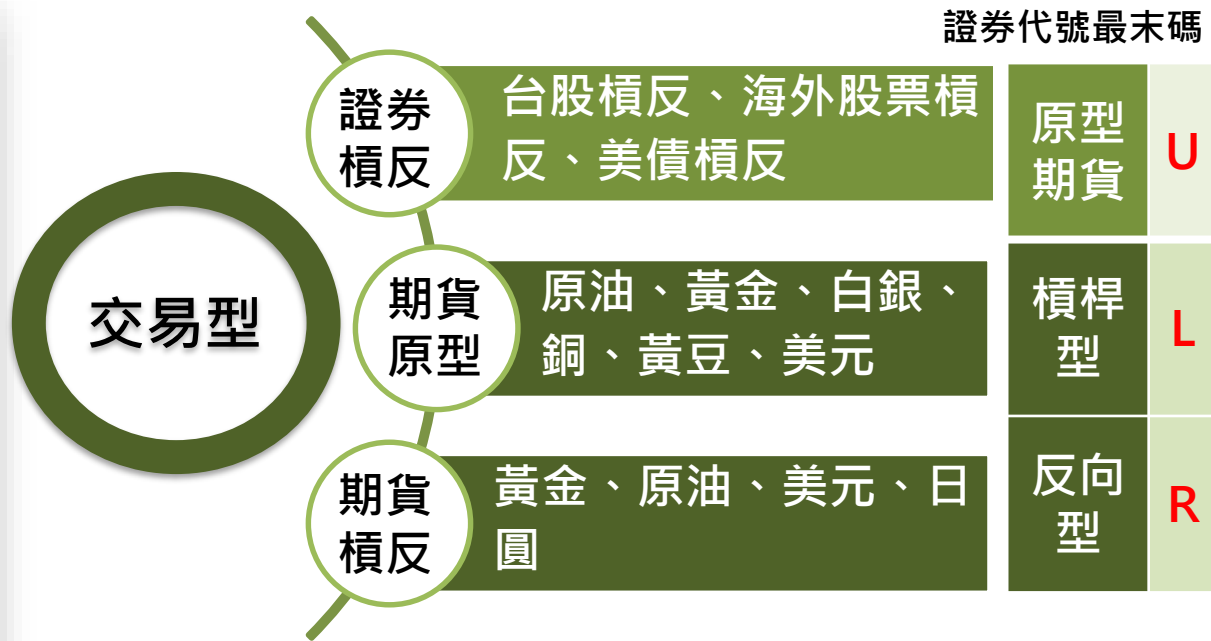 證券代號最末碼
交易型
證券
槓反
台股槓反、海外股票槓
反、美債槓反
期貨
原型
原油、黃金、白銀、
銅、黃豆、美元
期貨
槓反
黃金、原油、美元、日
圓
原型
期貨
U
槓桿
型
L
反向
型
R